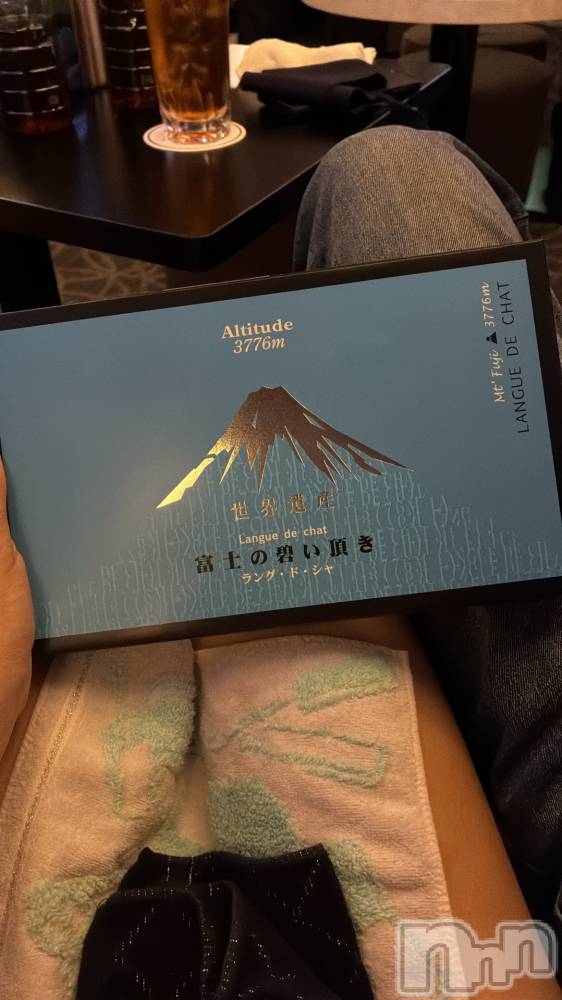 Altitude
3776m
Mt' Fuji 3776m
LANGUE DE CHAT
世界遺産
Langue de chat
富士の碧い頂き
ラング・ド・シャ
nnn